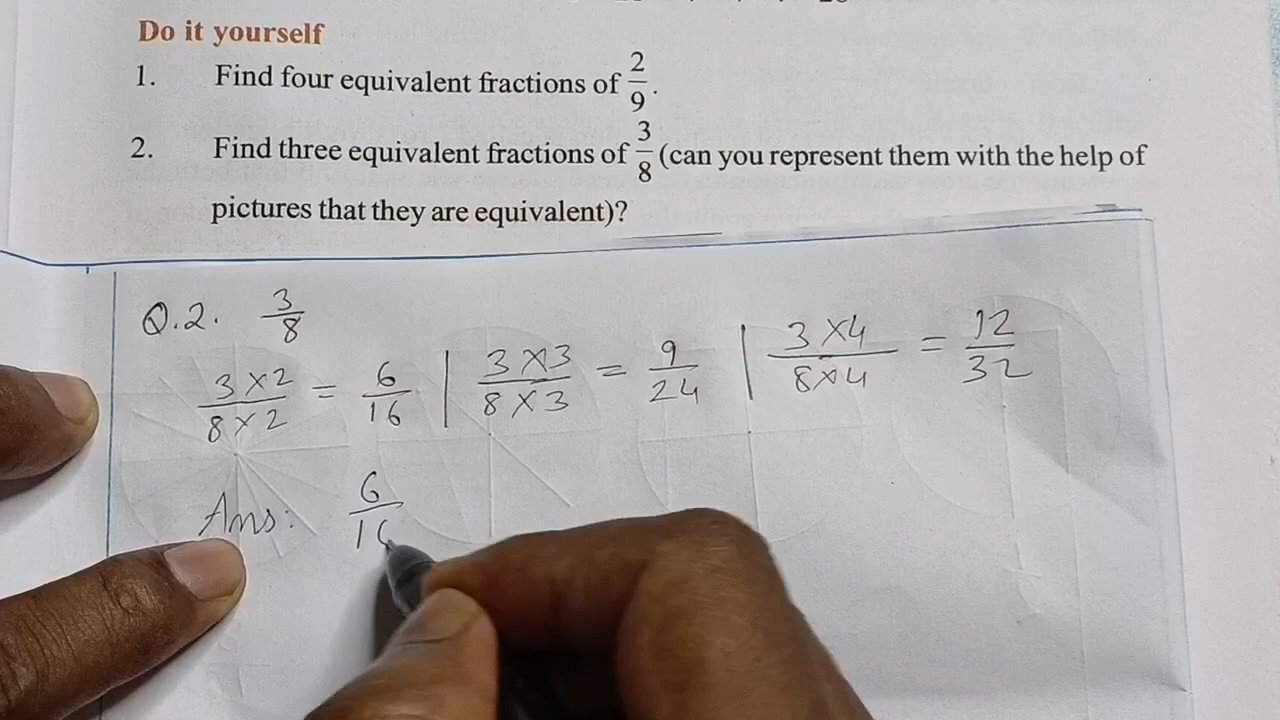 Do it yourself
1. Find four equivalent fractions of 2/9.
2. Find three equivalent fractions of 3/8 (can you represent them with the help of
pictures that they are equivalent)?
Q.2. 3/8
3×2/8×2 = 6/16 | 3×3/8×3 = 9/24 | 3×4/8×4 = 12/32
Ans: 6/16